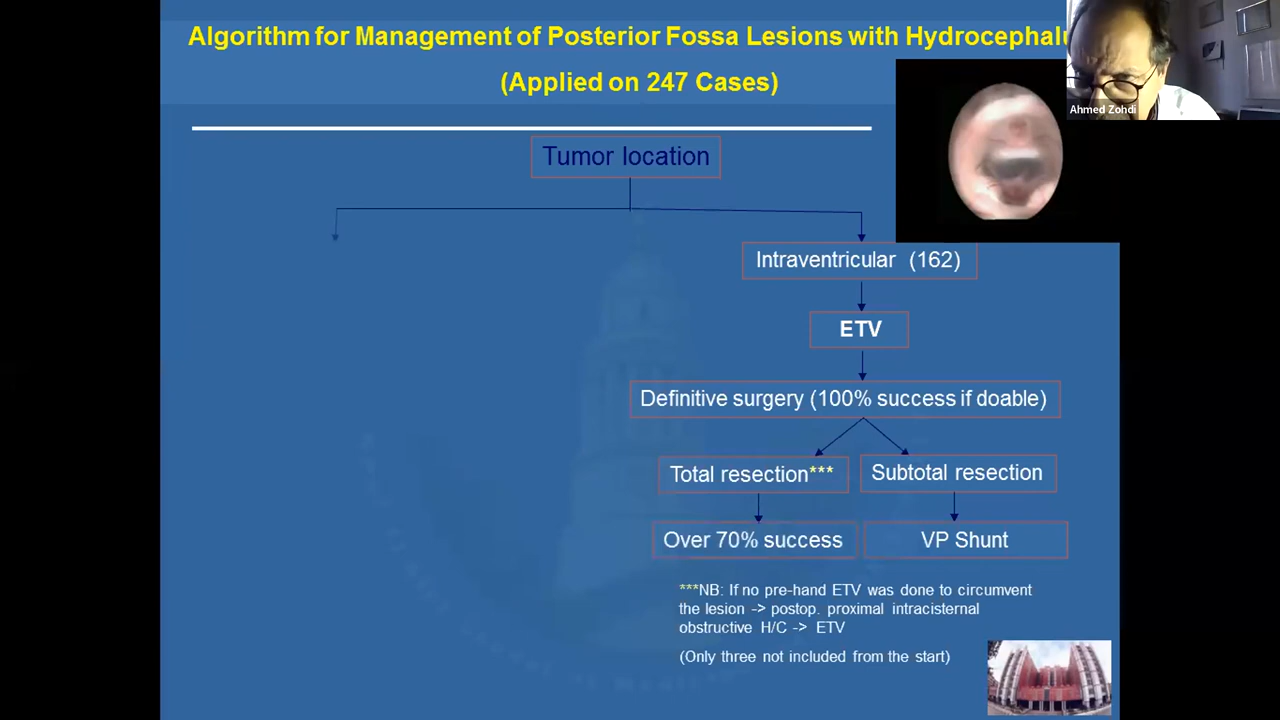 Algorithm for Management of Posterior Fossa Lesions with Hydrocephalu
(Applied on 247 Cases)
Ahmed Zohdi
Tumor location
Intraventricular (162)
ETV
Definitive surgery (100% success if doable)
Total resection***
Subtotal resection
Over 70% success
VP Shunt
***NB: If no pre-hand ETV was done to circumvent
the lesion -> postop. proximal intracisternal
obstructive H/C -> ETV
(Only three not included from the start)